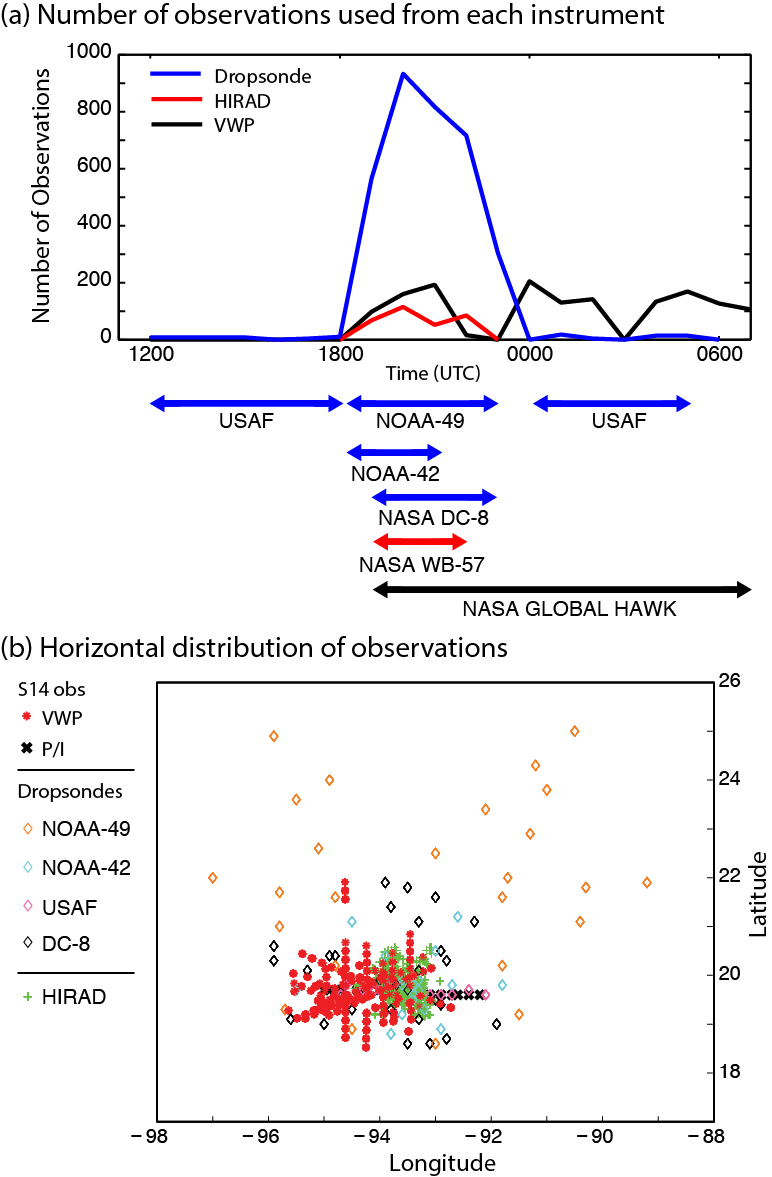 (a) Number of observations used from each instrument
1000
800
600
400
200
0
Number of Observations
Dropsonde
HIRAD
VWP
1200 1800 0000 0600
Time (UTC)
USAF NOAA-49 USAF
NOAA-42
NASA DC-8
NASA WB-57
NASA GLOBAL HAWK
(b) Horizontal distribution of observations
S14 obs
VWP
P/I
Dropsondes
NOAA-49
NOAA-42
USAF
DC-8
HIRAD
26
24
22
20
18
Latitude
−98 −96 −94 −92 −90 −88
Longitude